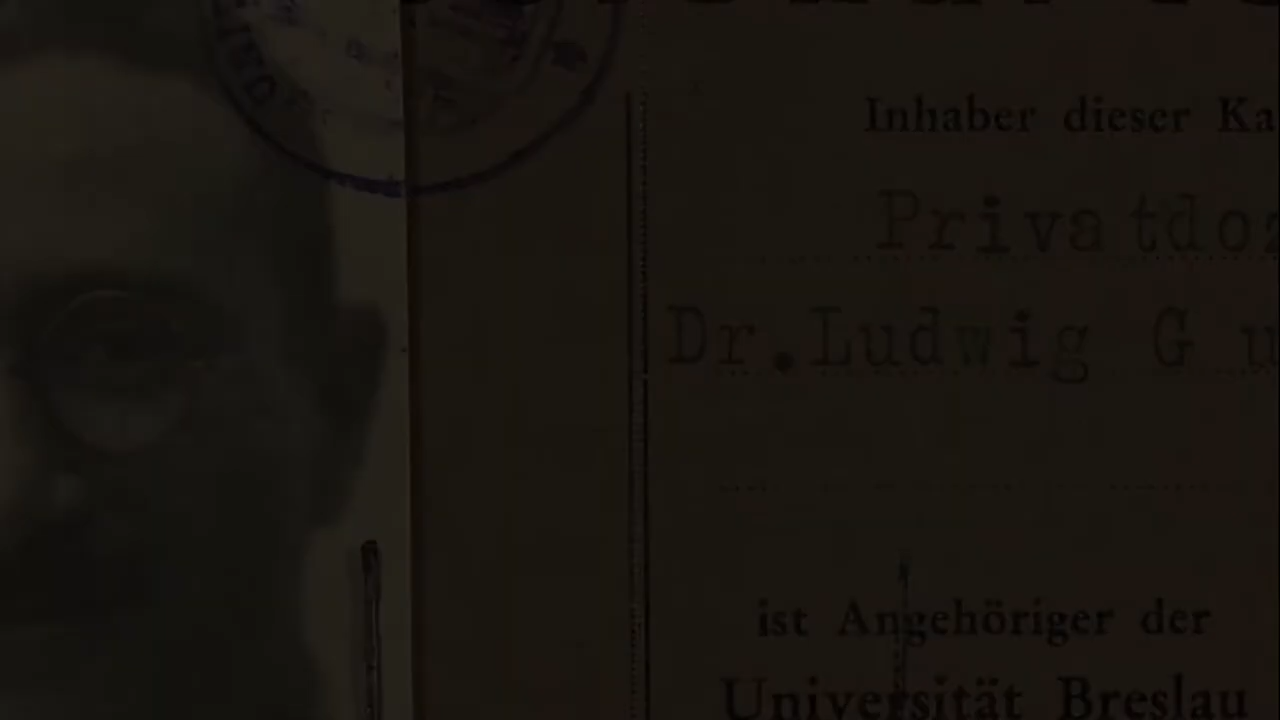 Inhaber dieser Ka
Privatdoz
Dr.Ludwig G u
ist Angehöriger der
Universität Breslau